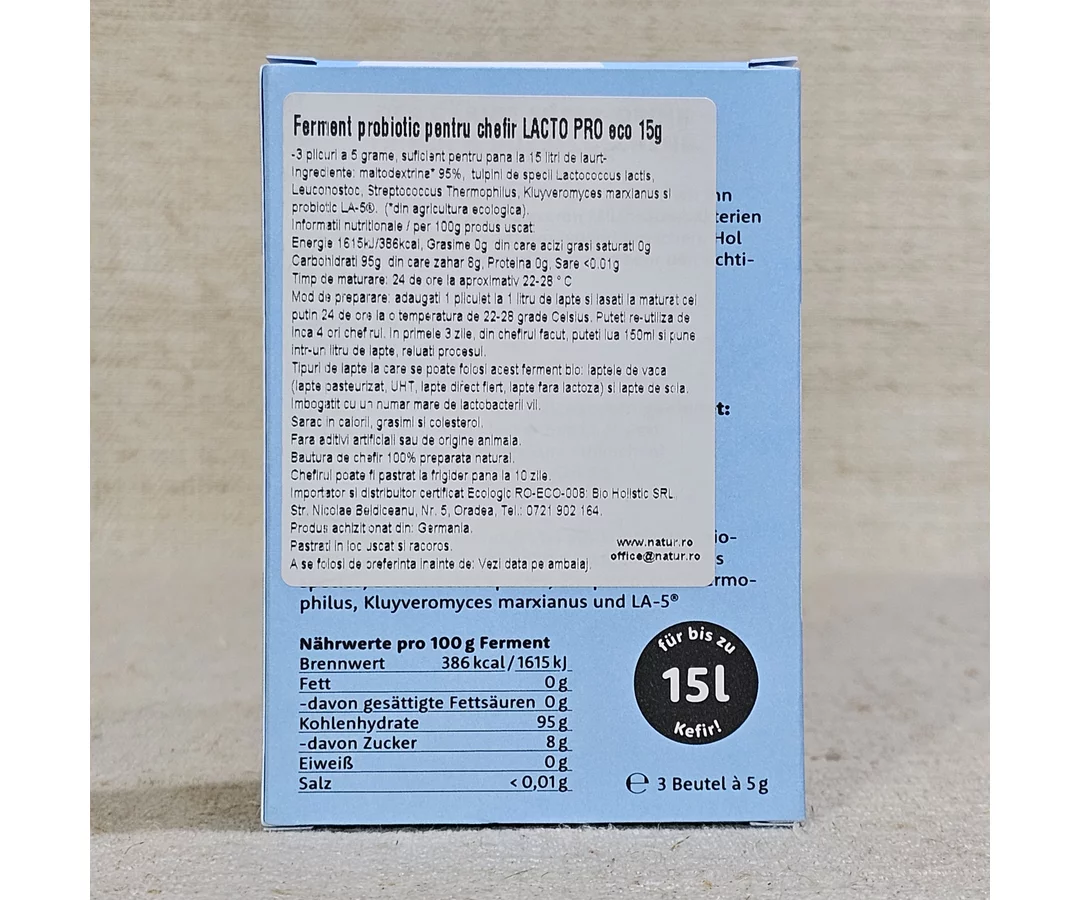 Ferment probiotic pentru chefir LACTO PRO eco 15g
-3 plicuri a 5 grame, suficient pentru pana la 15 litri de iaurt-
Ingrediente: maltodextrina* 95%, tulpini de specii Lactococcus lactis,
Leuconostoc, Streptococcus Thermophilus, Kluyveromyces marxianus si
probiotic LA-5®. (*din agricultura ecologica).
Informatii nutritionale / per 100g produs uscat:
Energie 1615kJ/386kcal, Grasime 0g din care acizi grasi saturati 0g
Carbohidrati 95g din care zahar 8g, Proteina 0g, Sare <0.01g
Timp de maturare: 24 de ore la aproximativ 22-28 ° C
Mod de preparare: adaugati 1 pliculet la 1 litru de lapte si lasati la maturat cel
putin 24 de ore la o temperatura de 22-28 grade Celsius. Puteti re-utiliza de
inca 4 ori chefirul. In primele 3 zile, din chefirul facut, puteti lua 150ml si pune
intr-un litru de lapte, reluati procesul.
Tipuri de lapte la care se poate folosi acest ferment bio: laptele de vaca
(lapte pasteurizat, UHT, lapte direct fiert, lapte fara lactoza) si lapte de soia.
Imbogatit cu un numar mare de lactobacterii vii.
Sarac in calorii, grasimi si colesterol.
Fara aditivi artificiali sau de origine animala.
Bautura de chefir 100% preparata natural.
Chefirul poate fi pastrat la frigider pana la 10 zile.
Importator si distribuitor certificat Ecologic RO-ECO-008: Bio Holistic SRL
Str. Nicolae Beldiceanu, Nr. 5, Oradea, Tel.: 0721 902 164.
Produs achizitionat din: Germania.
Pastrati in loc uscat si racoros.
A se folosi de preferinta inainte de: Vezi data pe ambalaj.
www.natur.ro
office@natur.ro
nn
terien
Hol
chti-
t:
io-
s
rmo-
philus, Kluyveromyces marxianus und LA-5®
Nährwerte pro 100 g Ferment
Brennwert 386 kcal / 1615 kJ
Fett 0 g
-davon gesättigte Fettsäuren 0 g
Kohlenhydrate 95 g
-davon Zucker 8 g
Eiweiß 0 g
Salz < 0,01 g
für bis zu
15l
Kefir!
℮ 3 Beutel à 5 g